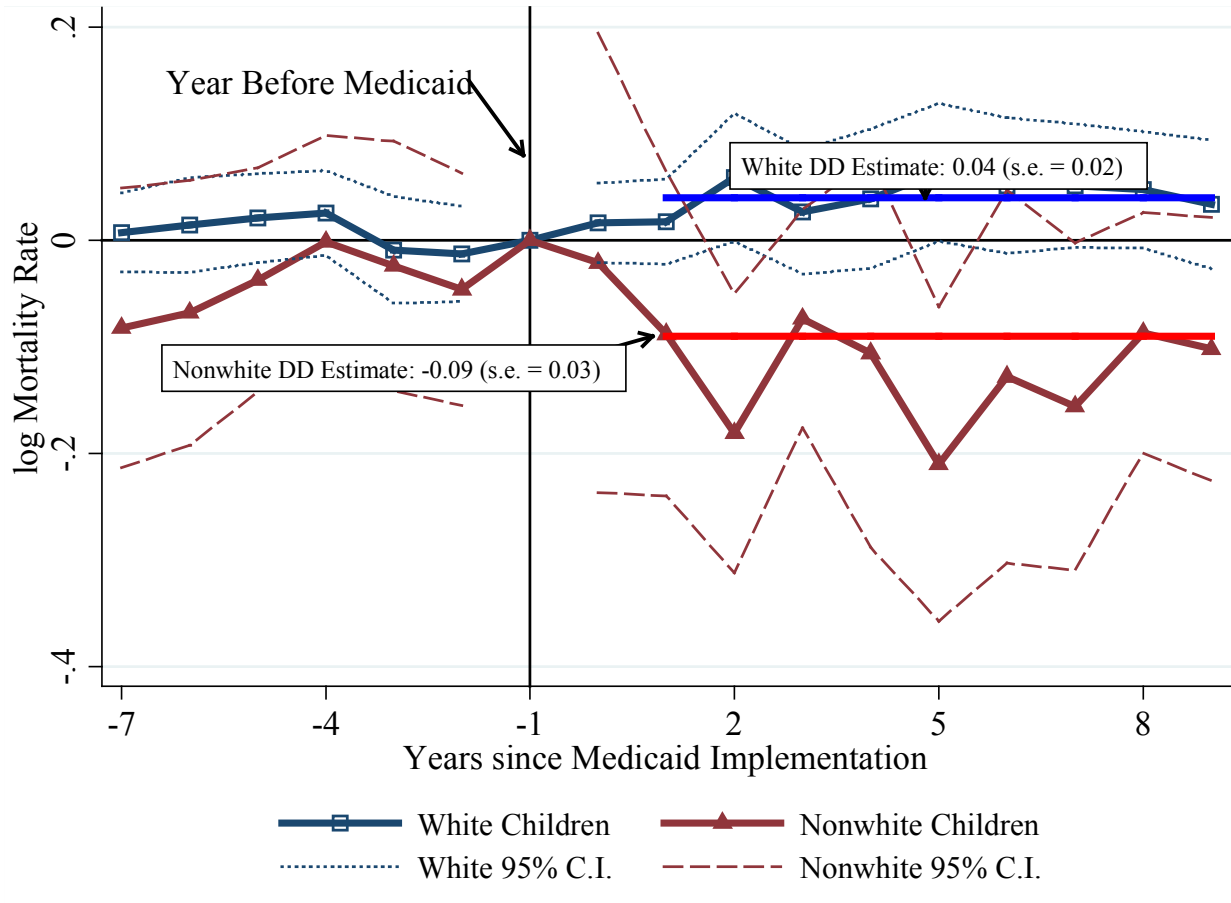 .2
Year Before Medicaid
White DD Estimate: 0.04 (s.e. = 0.02)
0
Nonwhite DD Estimate: -0.09 (s.e. = 0.03)
log Mortality Rate
-.2
-.4
-7 -4 -1 2 5 8
Years since Medicaid Implementation
White Children Nonwhite Children
White 95% C.I. Nonwhite 95% C.I.